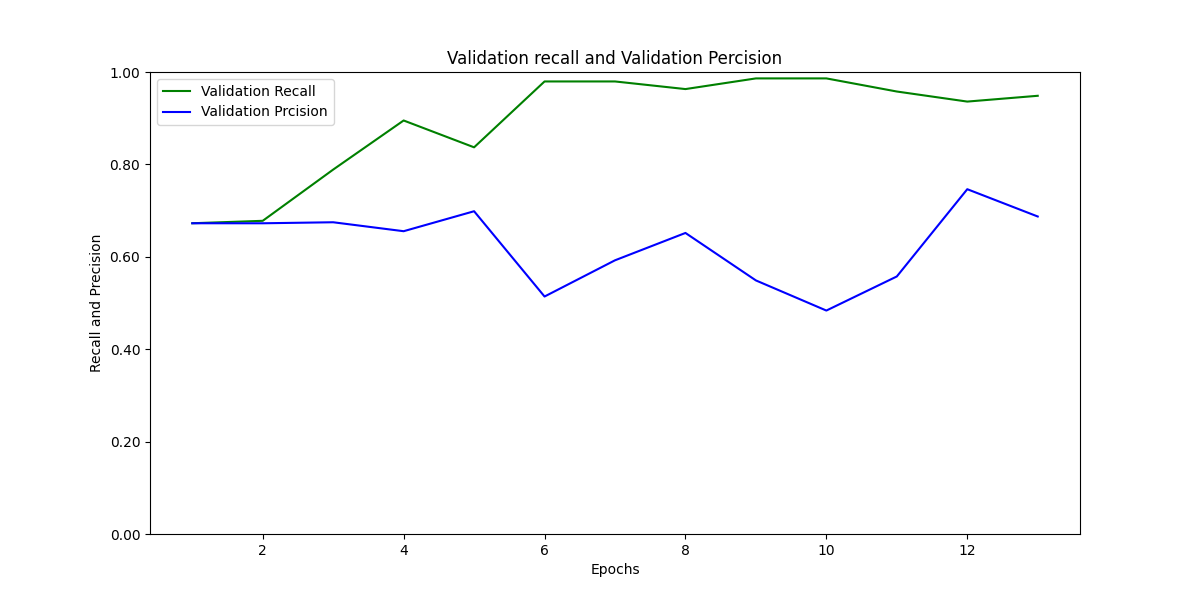 Validation recall and Validation Percision
Validation Recall
Validation Prcision
1.00
0.80
0.60
0.40
0.20
0.00
Recall and Precision
2 4 6 8 10 12
Epochs